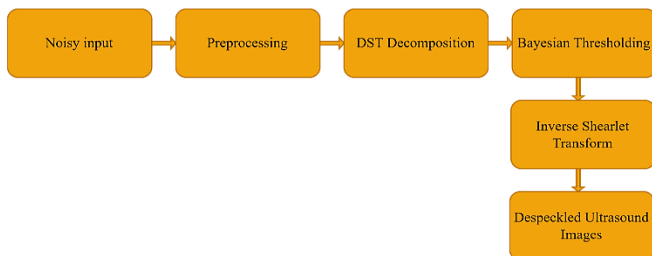 Noisy input
Preprocessing
DST Decomposition
Bayesian Thresholding
Inverse Shearlet
Transform
Despeckled Ultrasound
Images